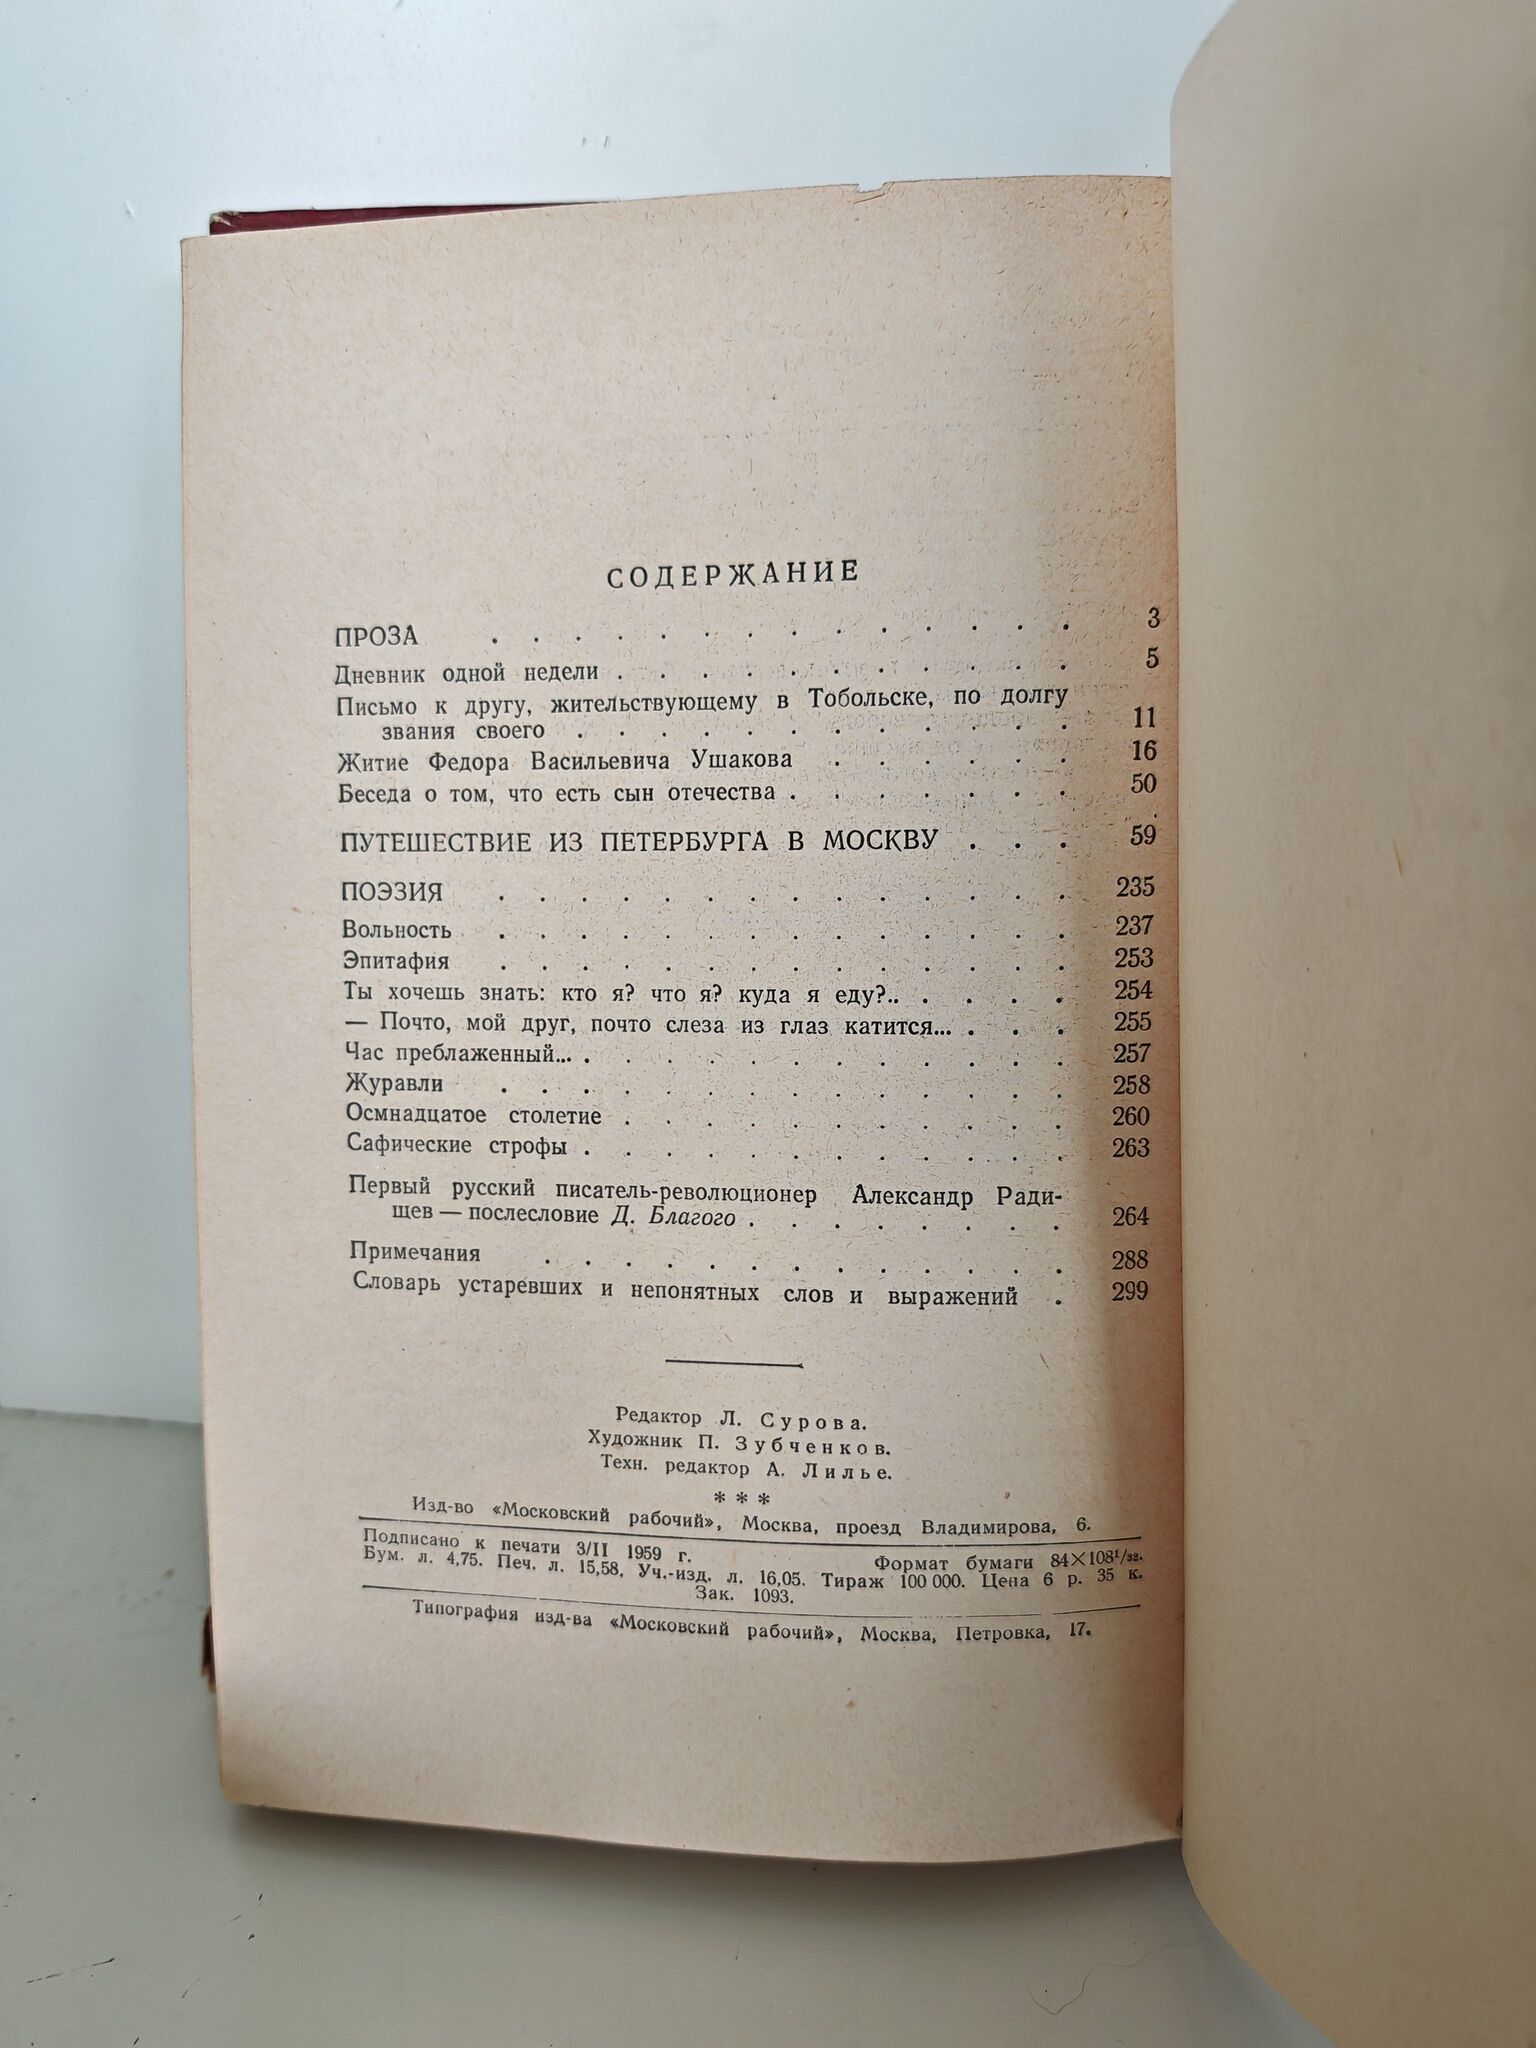 СОДЕРЖАНИЕ
ПРОЗА . . . . . . . . . . . . . . 3
Дневник одной недели . . . . . . . . . . . 5
Письмо к другу, жительствующему в Тобольске, по долгу
звания своего . . . . . . . . . . . . 11
Житие Федора Васильевича Ушакова . . . . . . 16
Беседа о том, что есть сын отечества . . . . . . . 50
ПУТЕШЕСТВИЕ ИЗ ПЕТЕРБУРГА В МОСКВУ . . . 59
ПОЭЗИЯ . . . . . . . . . . . . . . 235
Вольность . . . . . . . . . . . . . . 237
Эпитафия . . . . . . . . . . . . . . 253
Ты хочешь знать: кто я? что я? куда я еду?.. . . . . 254
— Почто, мой друг, почто слеза из глаз катится... . . . 255
Час преблаженный... . . . . . . . . . . . . 257
Журавли . . . . . . . . . . . . . . 258
Осмнадцатое столетие . . . . . . . . . . . 260
Сафические строфы . . . . . . . . . . . . 263
Первый русский писатель-революционер Александр Ради-
щев — послесловие Д. Благого . . . . . . . . 264
Примечания . . . . . . . . . . . . . 288
Словарь устаревших и непонятных слов и выражений . 299
Редактор Л. Сурова.
Художник П. Зубченков.
Техн. редактор А. Лилье.
* * *
Изд-во «Московский рабочий», Москва, проезд Владимирова, 6.
Подписано к печати 3/II 1959 г. Формат бумаги 84×108¹/₃₂.
Бум. л. 4,75. Печ. л. 15,58. Уч.-изд. л. 16,05. Тираж 100 000. Цена 6 р. 35 к.
Зак. 1093.
Типография изд-ва «Московский рабочий», Москва, Петровка, 17.